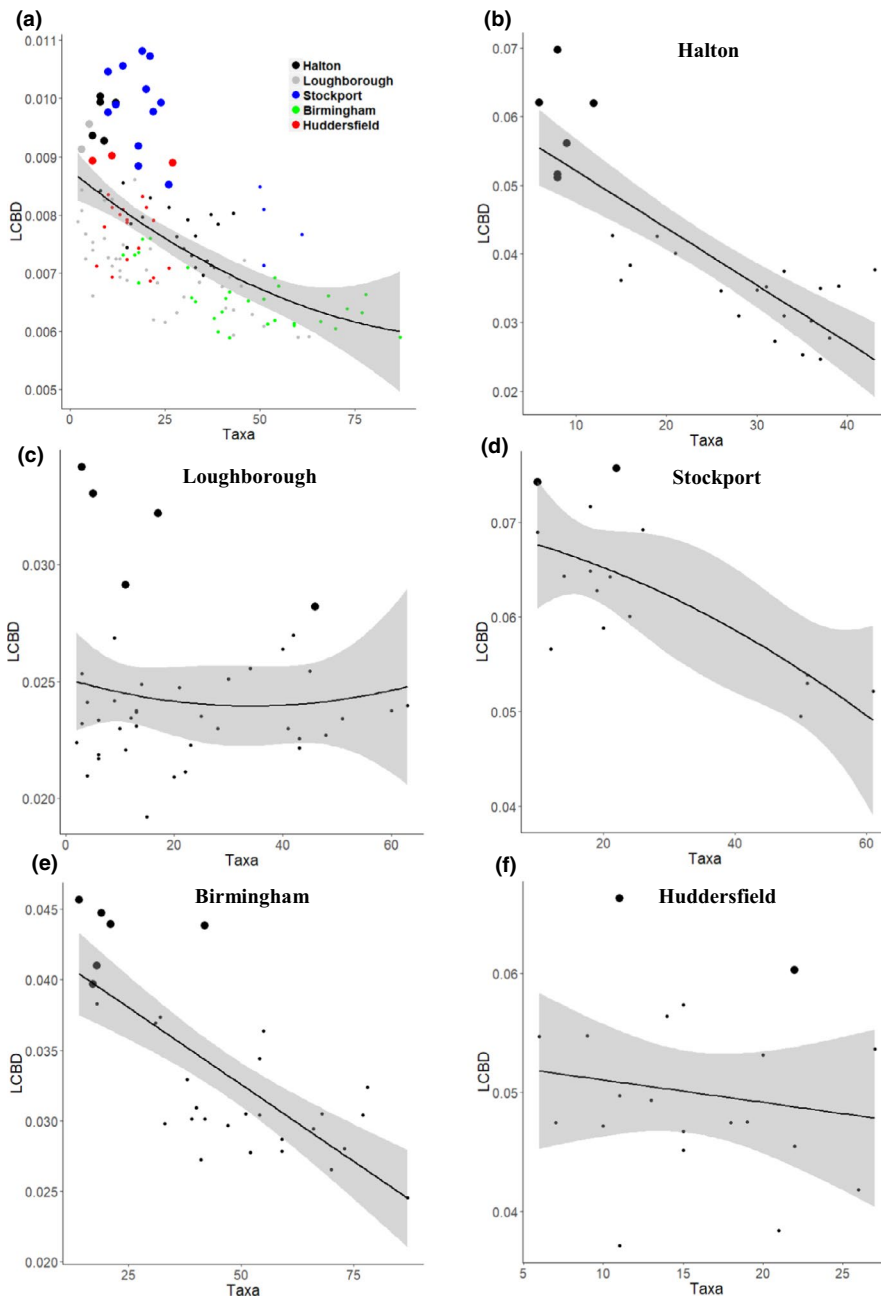 (a)
0.011
0.010
0.009
0.008
0.007
0.006
0.005
LCBD
Halton
Loughborough
Stockport
Birmingham
Huddersfield
0
25
50
75
Taxa
(b)
Halton
0.07
0.06
0.05
0.04
0.03
0.02
LCBD
10
20
30
40
Taxa
(c)
Loughborough
0.030
0.025
0.020
LCBD
0
20
40
60
Taxa
(d)
Stockport
0.07
0.06
0.05
0.04
LCBD
20
40
60
Taxa
(e)
Birmingham
0.045
0.040
0.035
0.030
0.025
0.020
LCBD
25
50
75
Taxa
(f)
Huddersfield
0.06
0.05
0.04
LCBD
5
10
15
20
25
Taxa